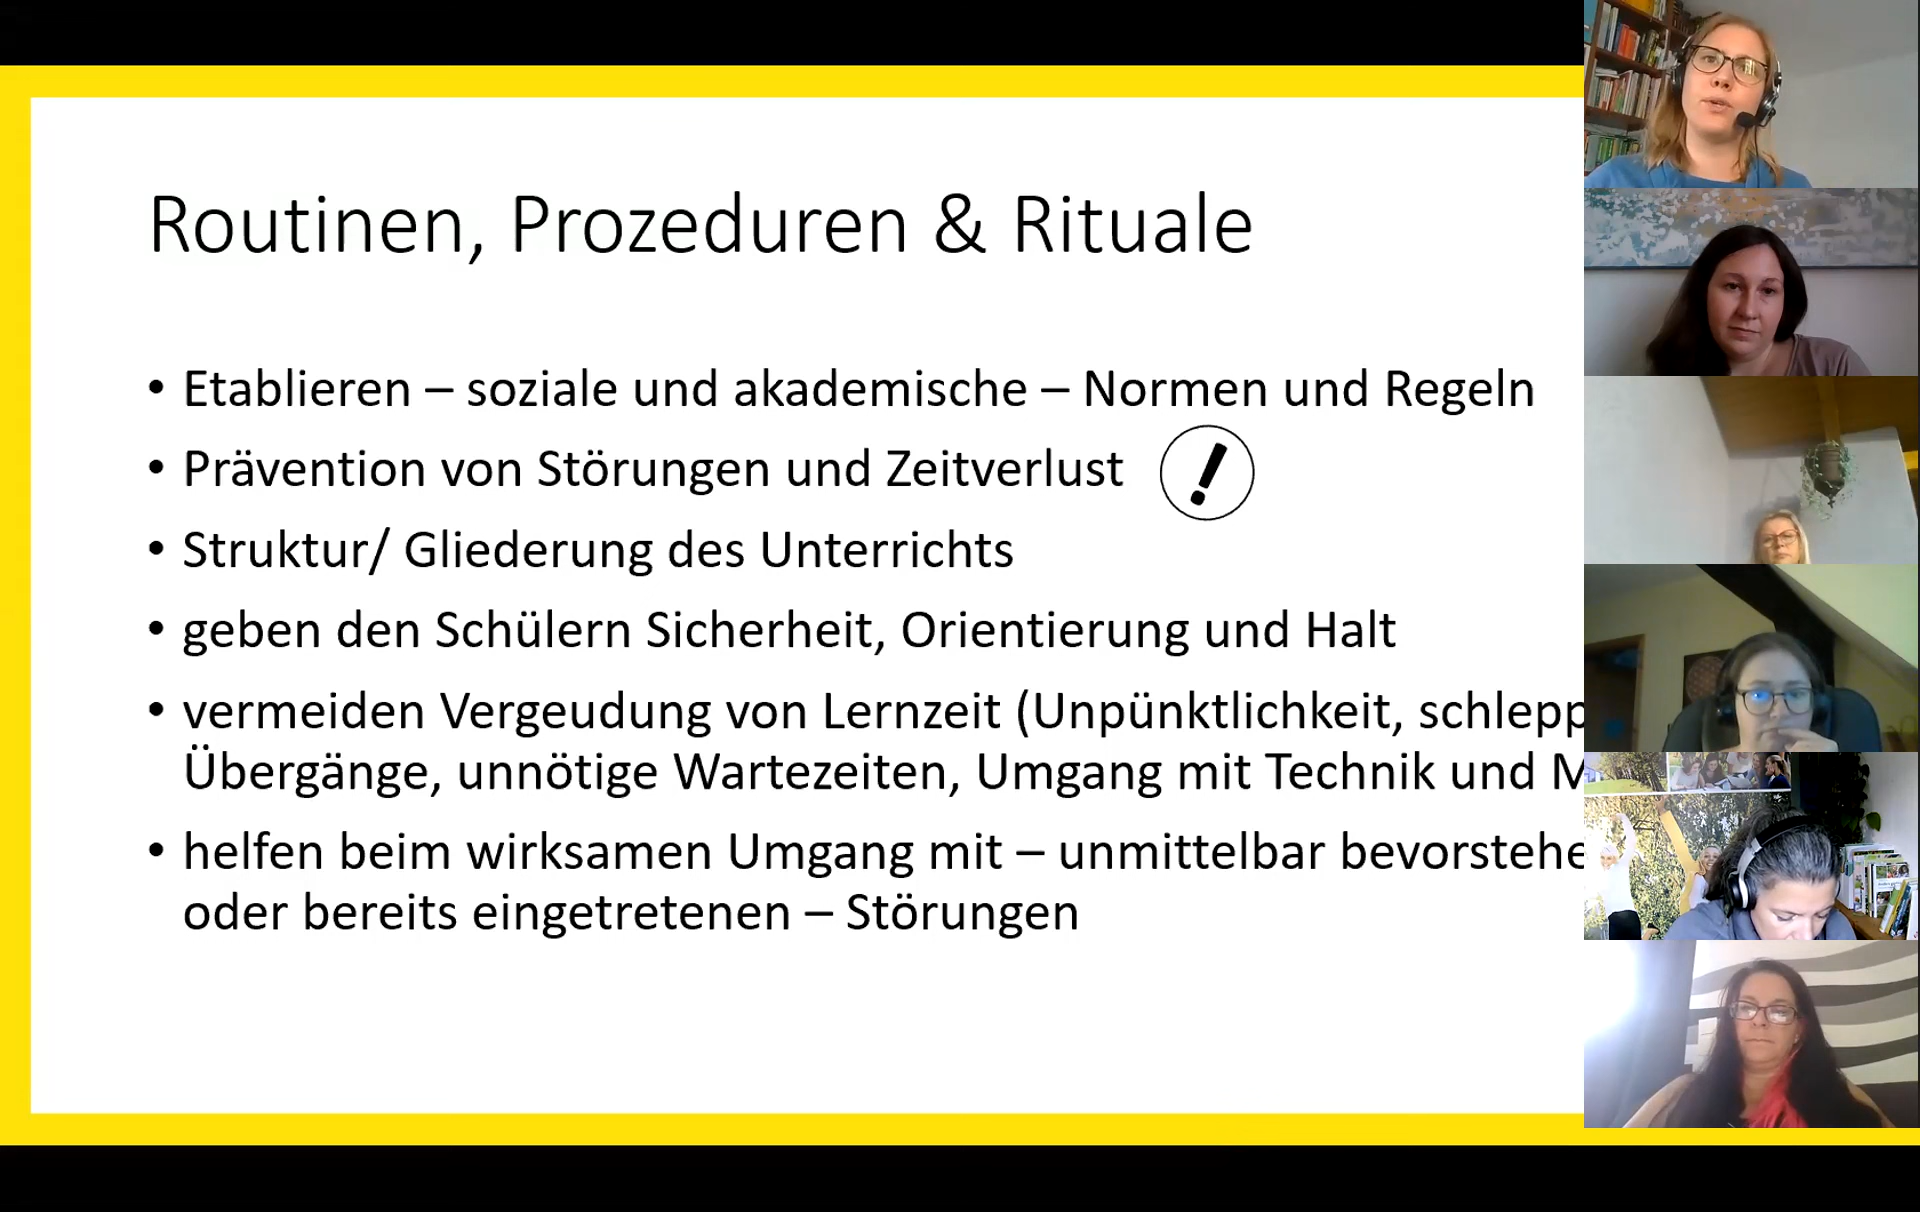 Routinen, Prozeduren & Rituale
• Etablieren – soziale und akademische – Normen und Regeln
• Prävention von Störungen und Zeitverlust
• Struktur/ Gliederung des Unterrichts
• geben den Schülern Sicherheit, Orientierung und Halt
• vermeiden Vergeudung von Lernzeit (Unpünktlichkeit, schlepp
Übergänge, unnötige Wartezeiten, Umgang mit Technik und M
• helfen beim wirksamen Umgang mit – unmittelbar bevorstehe
oder bereits eingetretenen – Störungen